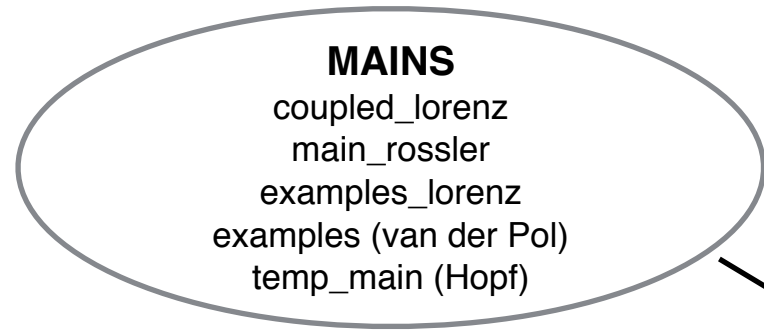 MAINS
coupled_lorenz
main_rossler
examples_lorenz
examples (van der Pol)
temp_main (Hopf)